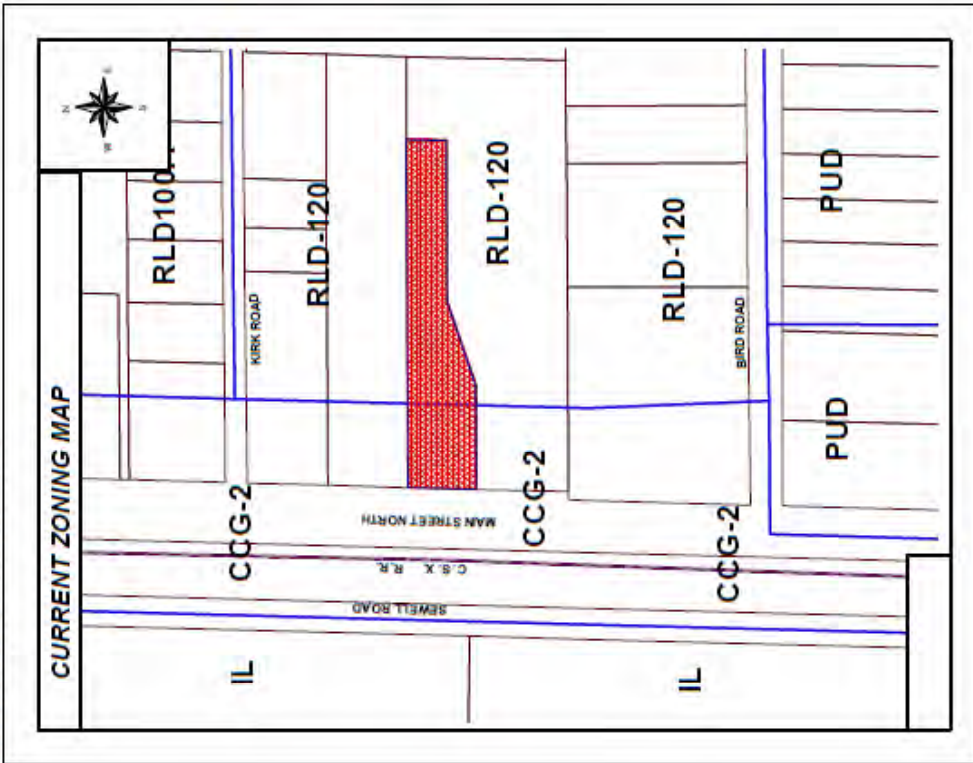 CURRENT ZONING MAP
N
W
E
S
RLD100
IL
CCG-2
KIRK ROAD
RLD-120
SEWELL ROAD
C.S.X. R.R.
MAIN STREET NORTH
RLD-120
CCG-2
RLD-120
IL
CCG-2
BIRD ROAD
PUD
PUD